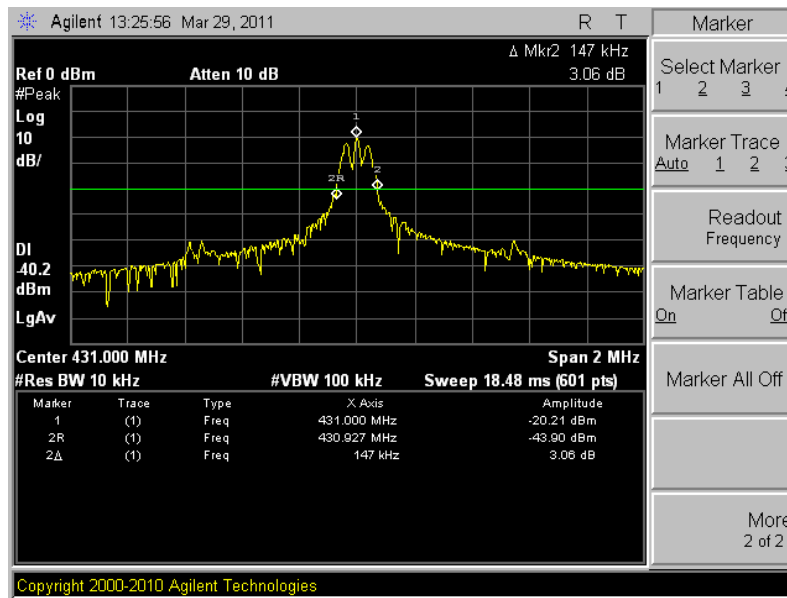 Agilent 13:25:56 Mar 29, 2011 R T
Δ Mkr2 147 kHz
Ref 0 dBm Atten 10 dB 3.06 dB
#Peak
Log
10
dB/
1
2R
2
DI
-40.2
dBm
LgAv
Center 431.000 MHz Span 2 MHz
#Res BW 10 kHz #VBW 100 kHz Sweep 18.48 ms (601 pts)
Marker Trace Type X Axis Amplitude
1 (1) Freq 431.000 MHz -20.21 dBm
2R (1) Freq 430.927 MHz -43.90 dBm
2Δ (1) Freq 147 kHz 3.06 dB
Marker
Select Marker
1 2 3
Marker Trace
Auto 1 2
Readout
Frequency
Marker Table
On
Marker All Off
More
2 of 2
Copyright 2000-2010 Agilent Technologies